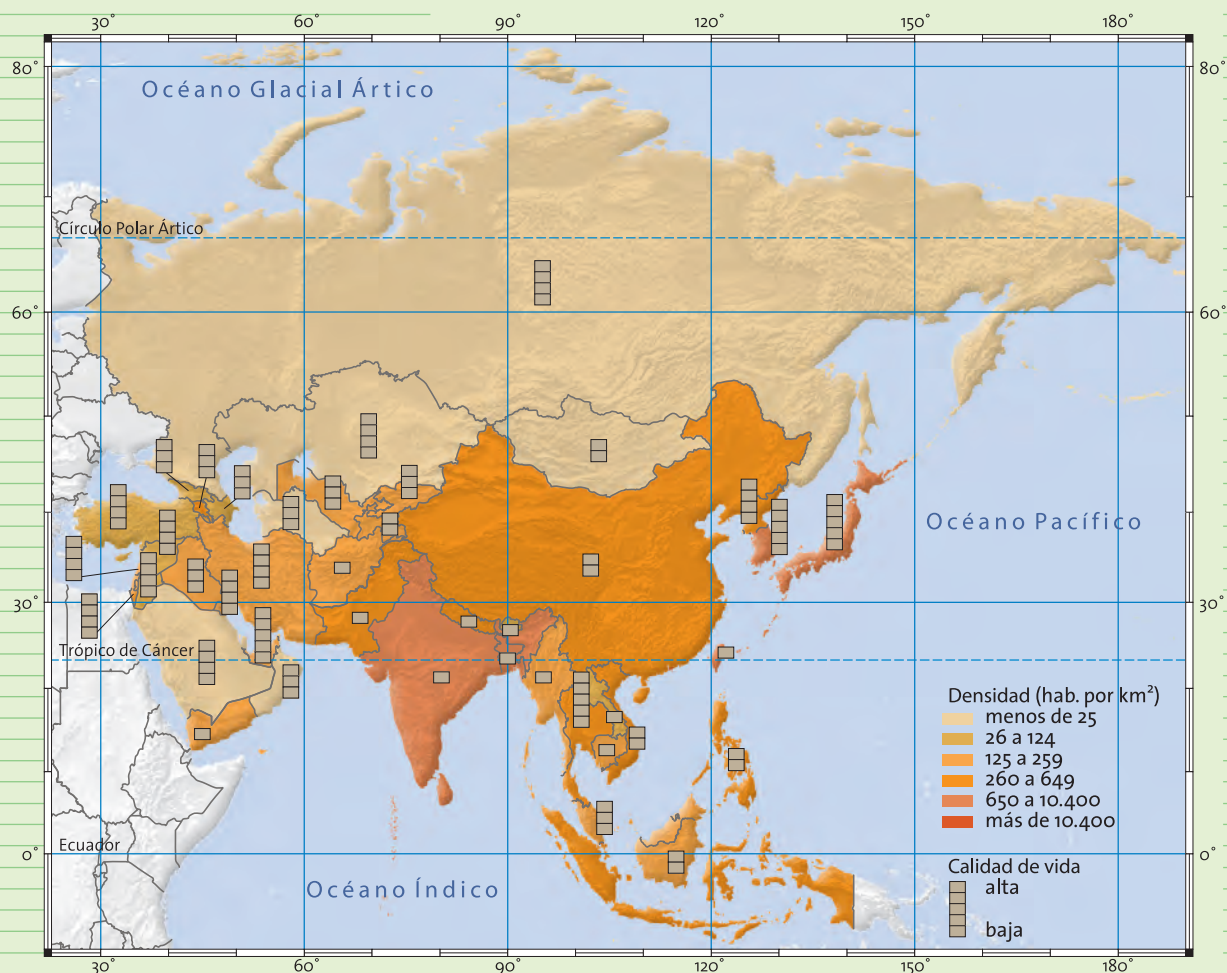 30° 60° 90° 120° 150° 180°
80° 80°
Océano Glacial Ártico
Círculo Polar Ártico
60° 60°
Océano Pacífico
30° 30°
Trópico de Cáncer
Densidad (hab. por km²)
menos de 25
26 a 124
125 a 259
260 a 649
650 a 10.400
más de 10.400
Ecuador
0° 0°
Calidad de vida
alta
baja
Océano Índico
30° 60° 90° 120° 150° 180°